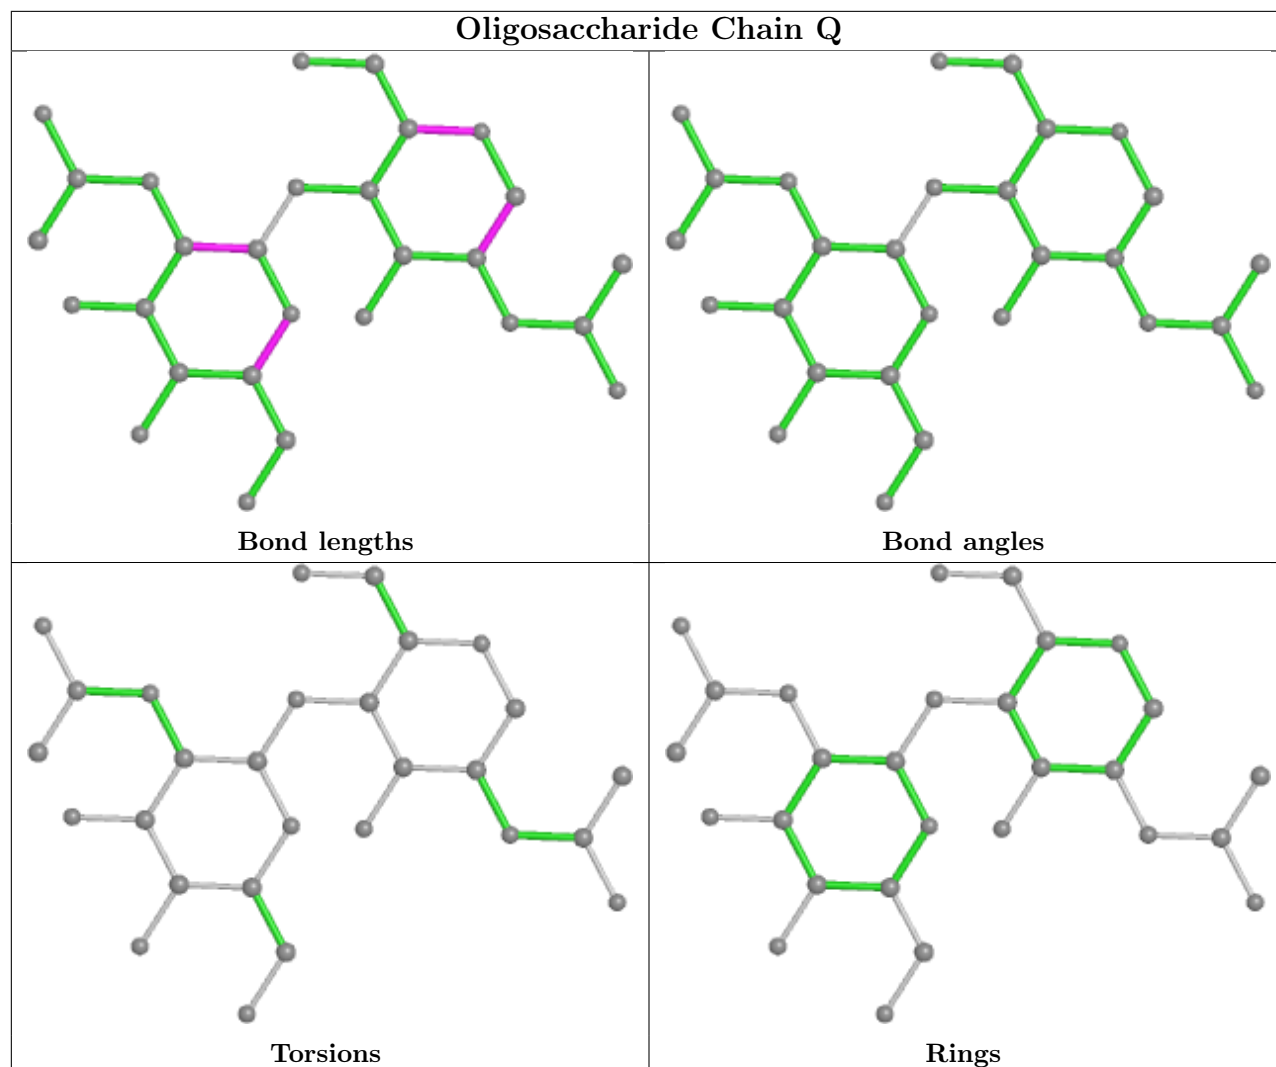 Oligosaccharide Chain Q
Bond lengths
Bond angles
Torsions
Rings